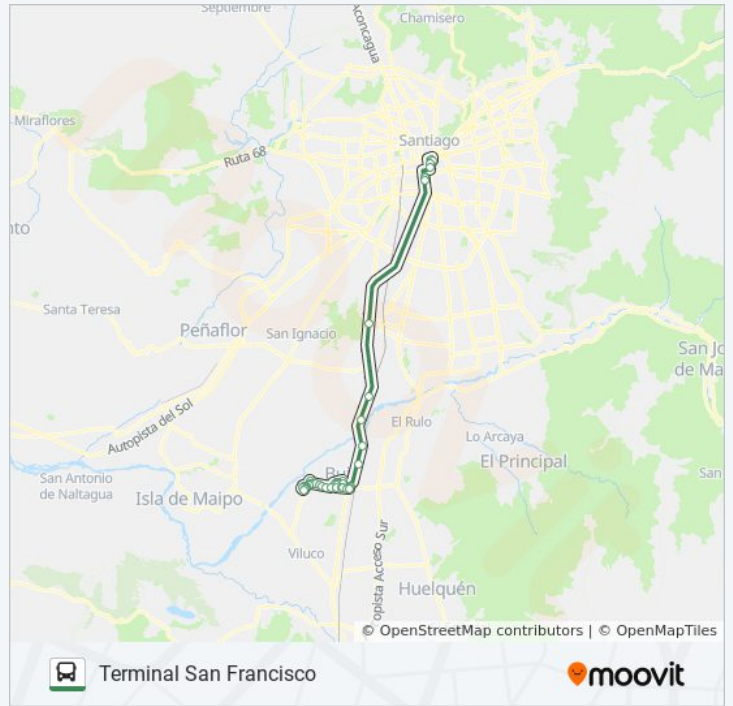 Septiembre
Chamisero
Aconcagua
Miraflores
Santiago
Ruta 68
nto
Santa Teresa
Peñaflor
San Ignacio
San Jo
de Ma
Autopista del Sol
El Rulo
Lo Arcaya
El Principal
San Antonio
de Naltagua
Isla de Maipo
Bui
San
Viluco
opista Acceso Sur
Huelquén
© OpenStreetMap contributors | © OpenMapTiles
Terminal San Francisco
moovit